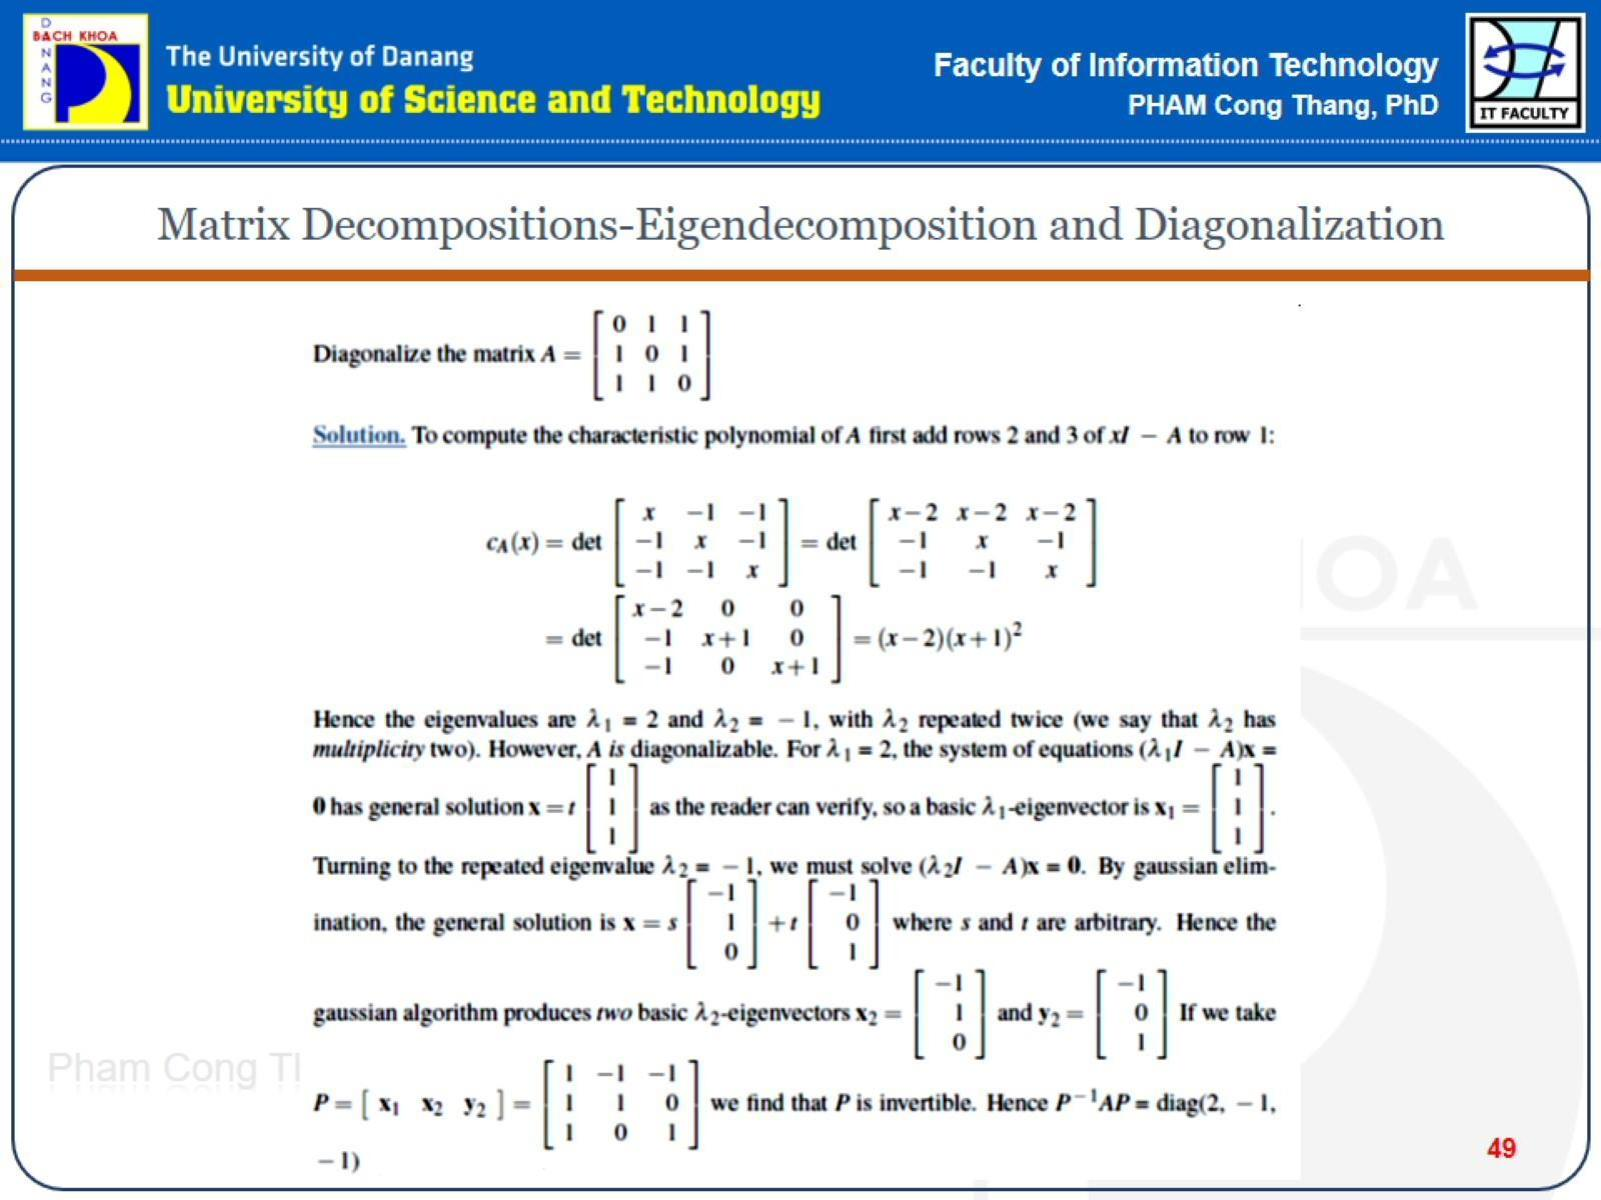 D
BACH KHOA
N
A
N
G
The University of Danang
University of Science and Technology
Faculty of Information Technology
PHAM Cong Thang, PhD
IT FACULTY
Matrix Decompositions-Eigendecomposition and Diagonalization
Diagonalize the matrix A = [ 0 1 1
1 0 1
1 1 0 ]
Solution. To compute the characteristic polynomial of A first add rows 2 and 3 of xI − A to row 1:
cA(x) = det [ x −1 −1
−1 x −1
−1 −1 x ] = det [ x−2 x−2 x−2
−1 x −1
−1 −1 x ]
= det [ x−2 0 0
−1 x+1 0
−1 0 x+1 ] = (x−2)(x+1)²
Hence the eigenvalues are λ1 = 2 and λ2 = −1, with λ2 repeated twice (we say that λ2 has
multiplicity two). However, A is diagonalizable. For λ1 = 2, the system of equations (λ1I − A)x =
0 has general solution x = t [ 1 1 1 ] as the reader can verify, so a basic λ1-eigenvector is x1 = [ 1 1 1 ].
Turning to the repeated eigenvalue λ2 = −1, we must solve (λ2I − A)x = 0. By gaussian elim-
ination, the general solution is x = s [ −1 1 0 ] + t [ −1 0 1 ] where s and t are arbitrary. Hence the
gaussian algorithm produces two basic λ2-eigenvectors x2 = [ −1 1 0 ] and y2 = [ −1 0 1 ] If we take
P = [ x1 x2 y2 ] = [ 1 −1 −1
1 1 0
1 0 1 ] we find that P is invertible. Hence P⁻¹AP = diag(2, −1,
−1)
Pham Cong T
HOA
49